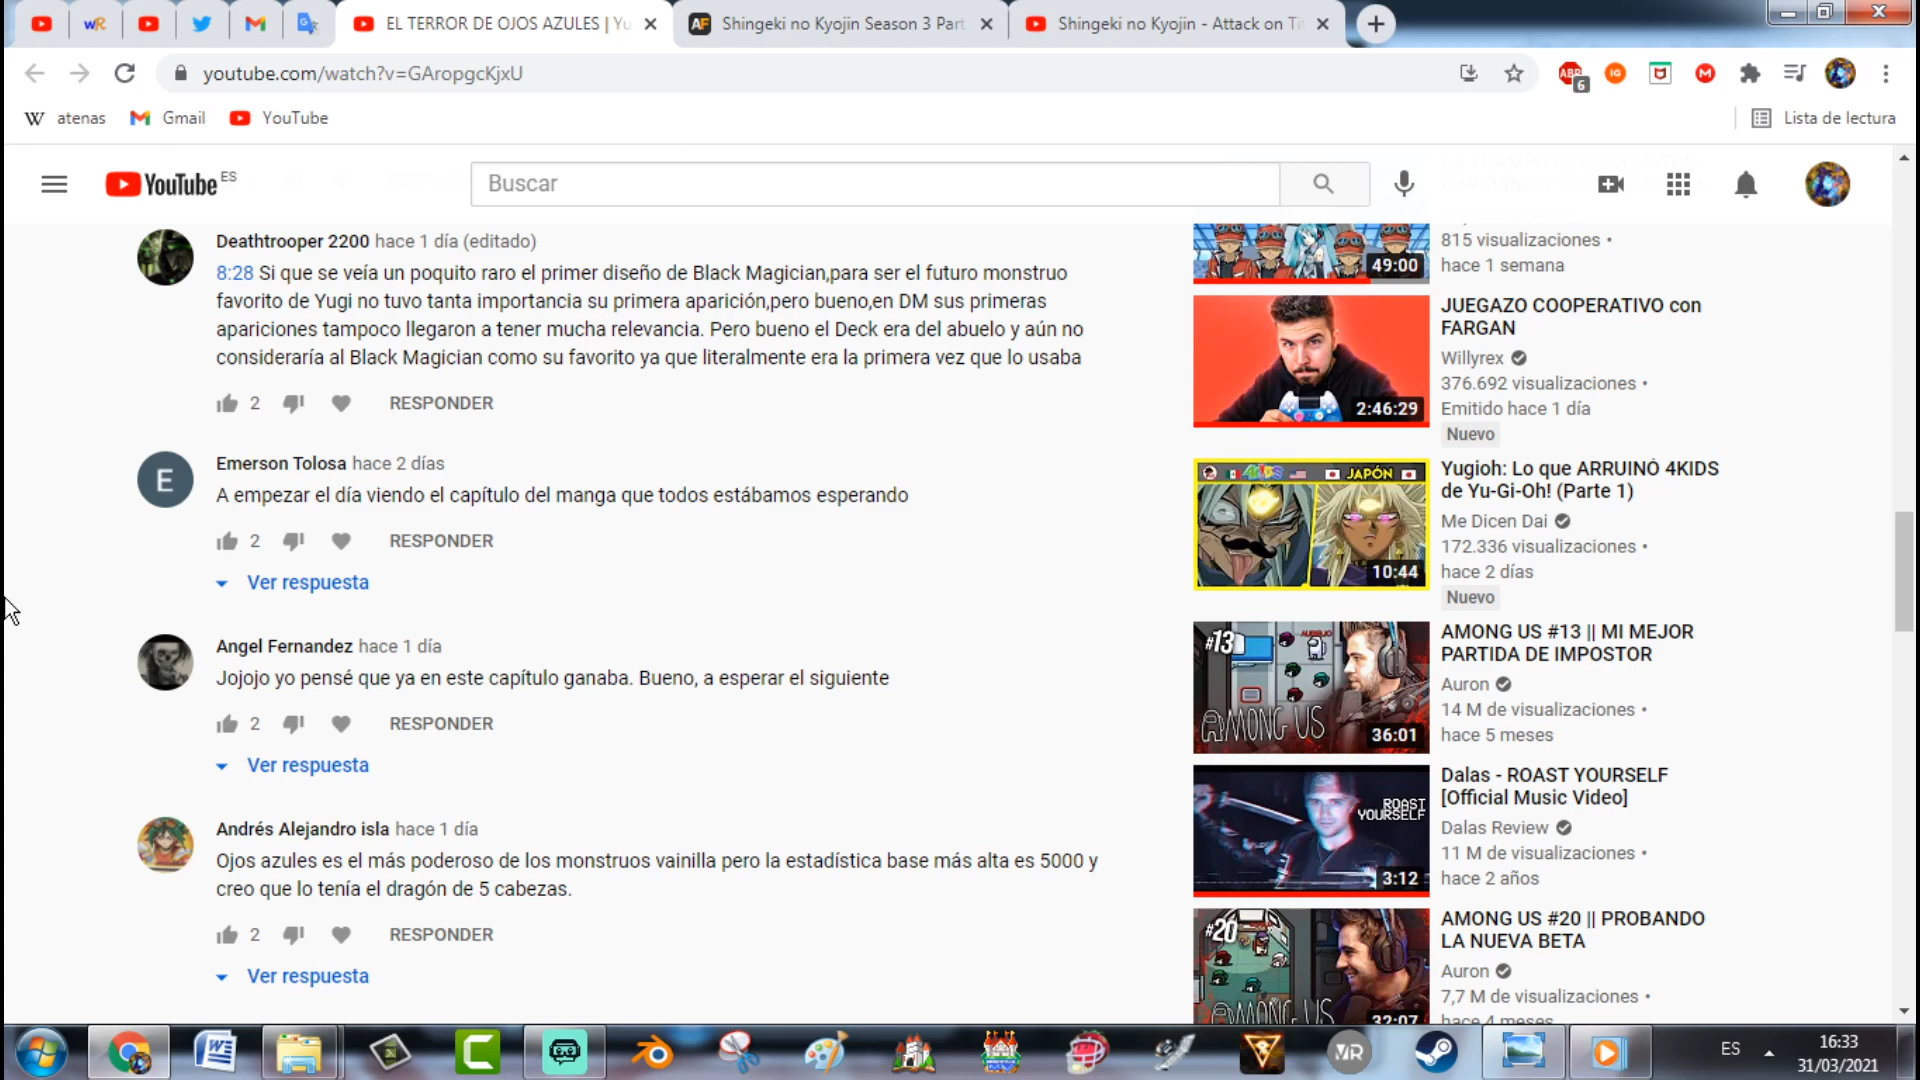 EL TERROR DE OJOS AZULES | Yu
Shingeki no Kyojin Season 3 Part
Shingeki no Kyojin - Attack on Tit
youtube.com/watch?v=GAropgcKjxU
ABP
6
IG
M
W atenas
Gmail
YouTube
Lista de lectura
YouTube ES
Buscar
Deathtrooper 2200 hace 1 día (editado)
8:28 Si que se veía un poquito raro el primer diseño de Black Magician,para ser el futuro monstruo
favorito de Yugi no tuvo tanta importancia su primera aparición,pero bueno,en DM sus primeras
apariciones tampoco llegaron a tener mucha relevancia. Pero bueno el Deck era del abuelo y aún no
consideraría al Black Magician como su favorito ya que literalmente era la primera vez que lo usaba
2 RESPONDER
E
Emerson Tolosa hace 2 días
A empezar el día viendo el capítulo del manga que todos estábamos esperando
2 RESPONDER
Ver respuesta
Angel Fernandez hace 1 día
Jojojo yo pensé que ya en este capítulo ganaba. Bueno, a esperar el siguiente
2 RESPONDER
Ver respuesta
Andrés Alejandro isla hace 1 día
Ojos azules es el más poderoso de los monstruos vainilla pero la estadística base más alta es 5000 y
creo que lo tenía el dragón de 5 cabezas.
2 RESPONDER
Ver respuesta
49:00
815 visualizaciones •
hace 1 semana
2:46:29
JUEGAZO COOPERATIVO con
FARGAN
Willyrex
376.692 visualizaciones •
Emitido hace 1 día
Nuevo
4KIDS
JAPÓN
10:44
Yugioh: Lo que ARRUINÓ 4KIDS
de Yu-Gi-Oh! (Parte 1)
Me Dicen Dai
172.336 visualizaciones •
hace 2 días
Nuevo
#13
AMONG US
36:01
AMONG US #13 || MI MEJOR
PARTIDA DE IMPOSTOR
Auron
14 M de visualizaciones •
hace 5 meses
ROAST
YOURSELF
3:12
Dalas - ROAST YOURSELF
[Official Music Video]
Dalas Review
11 M de visualizaciones •
hace 2 años
#20
AMONG US
32:07
AMONG US #20 || PROBANDO
LA NUEVA BETA
Auron
7,7 M de visualizaciones •
hace 4 meses
ES
16:33
31/03/2021